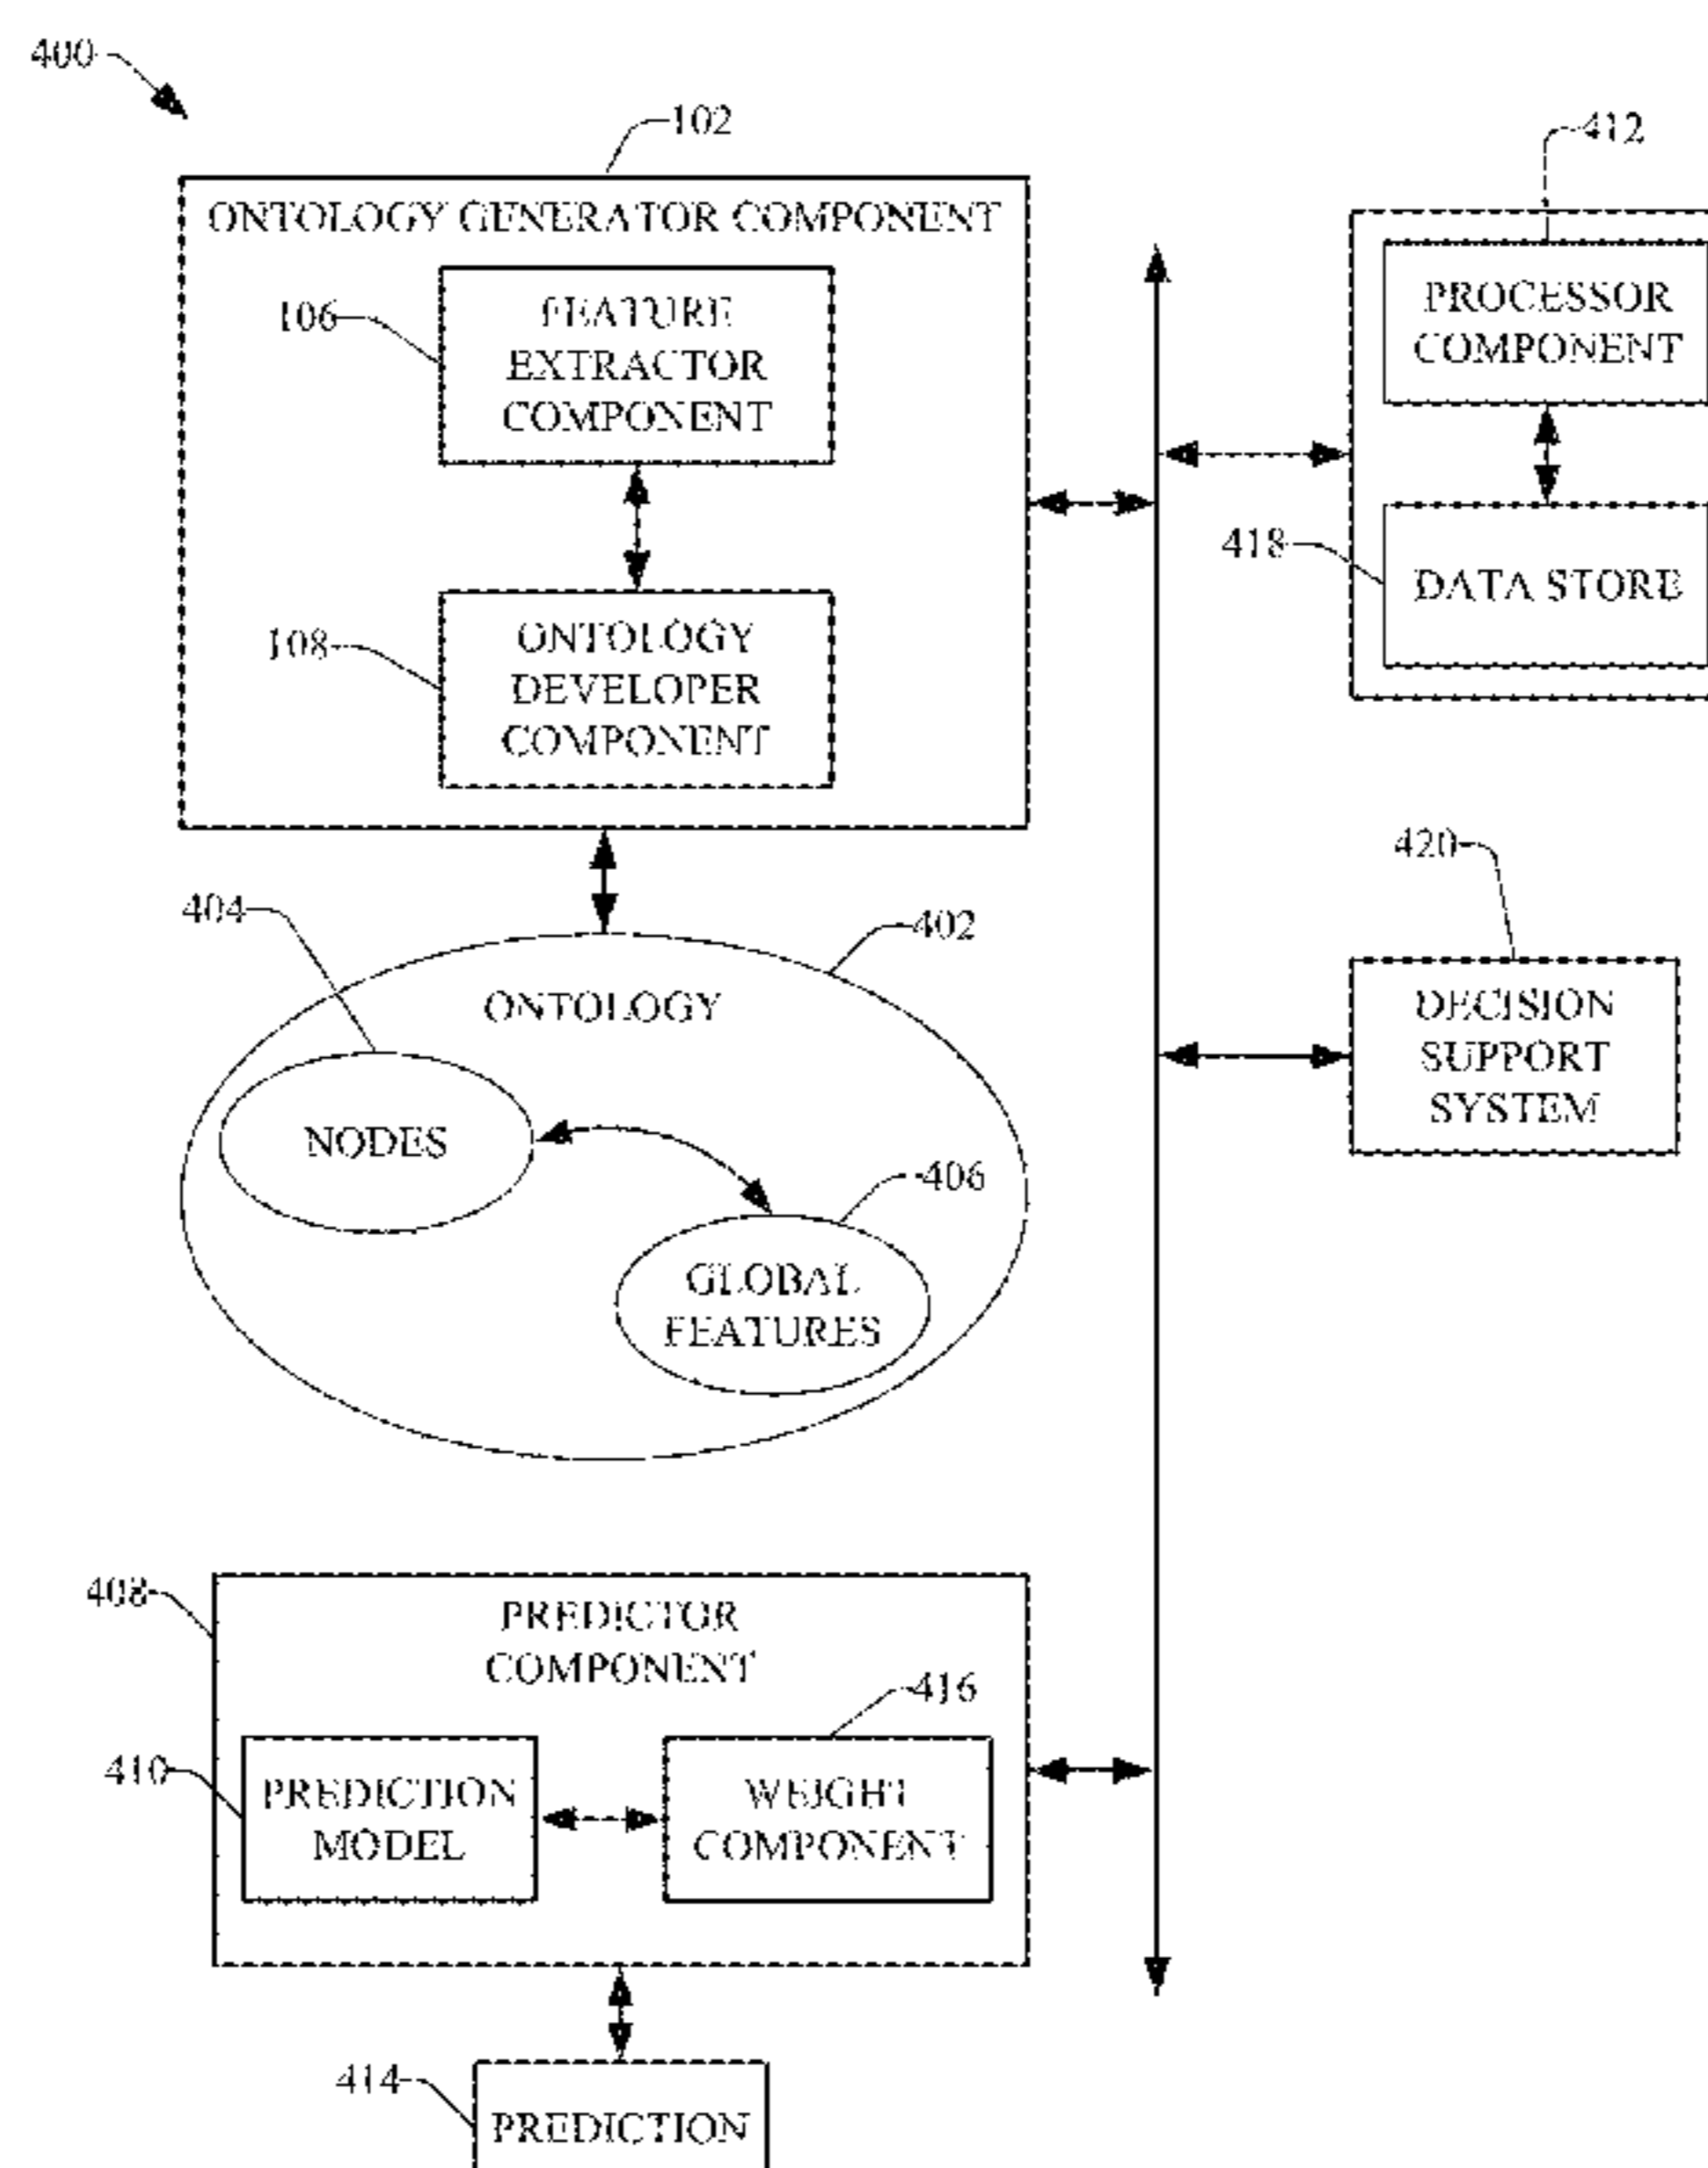 400
102
ONTOLOGY GENERATOR COMPONENT
106
FEATURE
EXTRACTOR
COMPONENT
108
ONTOLOGY
DEVELOPER
COMPONENT
412
PROCESSOR
COMPONENT
418
DATA STORE
404
402
ONTOLOGY
NODES
406
GLOBAL
FEATURES
420
DECISION
SUPPORT
SYSTEM
408
PREDICTOR
COMPONENT
416
410
PREDICTION
MODEL
WEIGHT
COMPONENT
414
PREDICTION